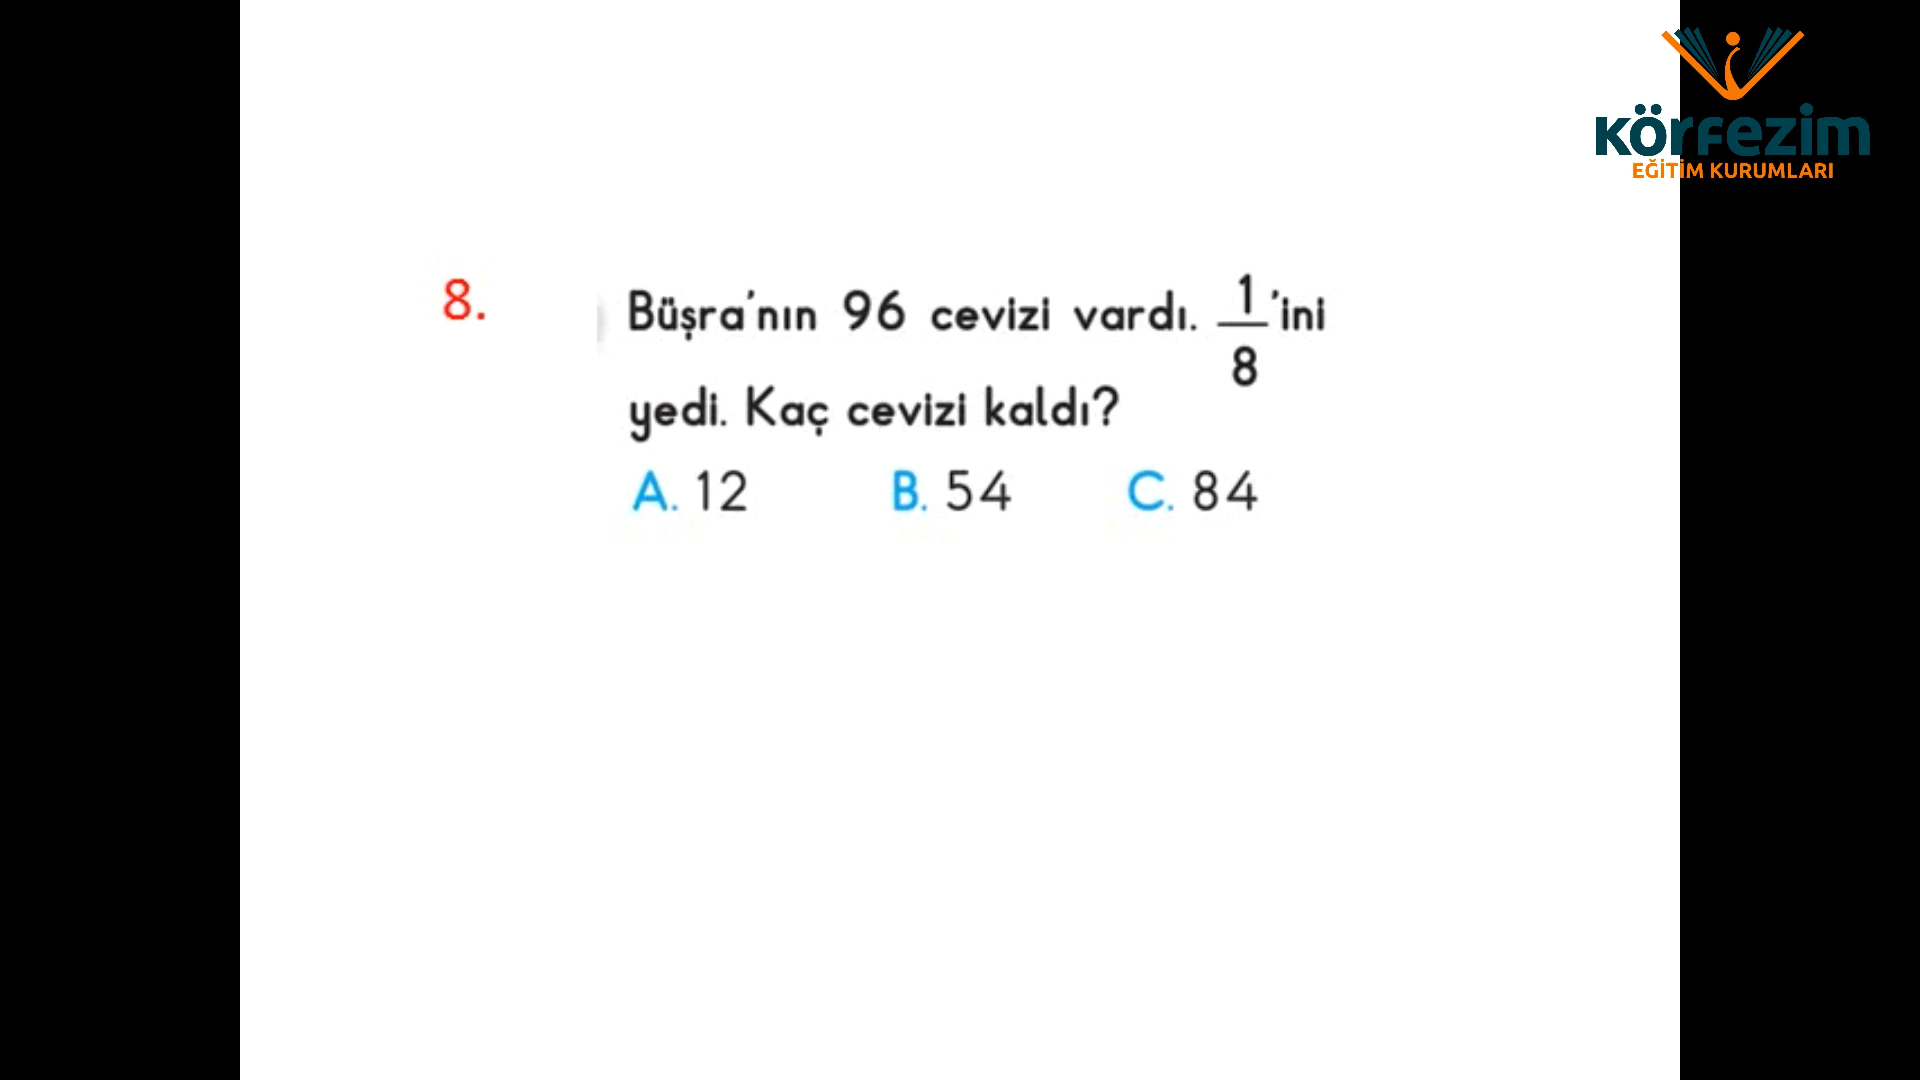 körfezim
EĞİTİM KURUMLARI
8. Büşra'nın 96 cevizi vardı. 1/8'ini
yedi. Kaç cevizi kaldı?
A. 12 B. 54 C. 84